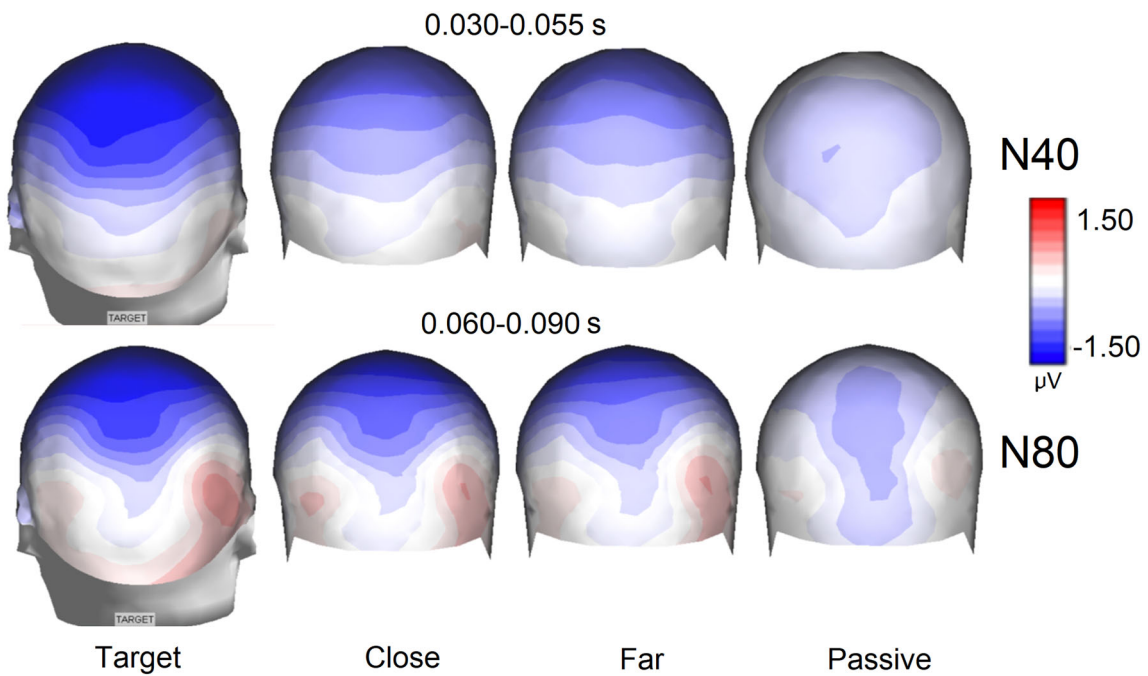 0.030-0.055 s
N40
1.50
-1.50
µV
TARGET
0.060-0.090 s
N80
TARGET
Target Close Far Passive